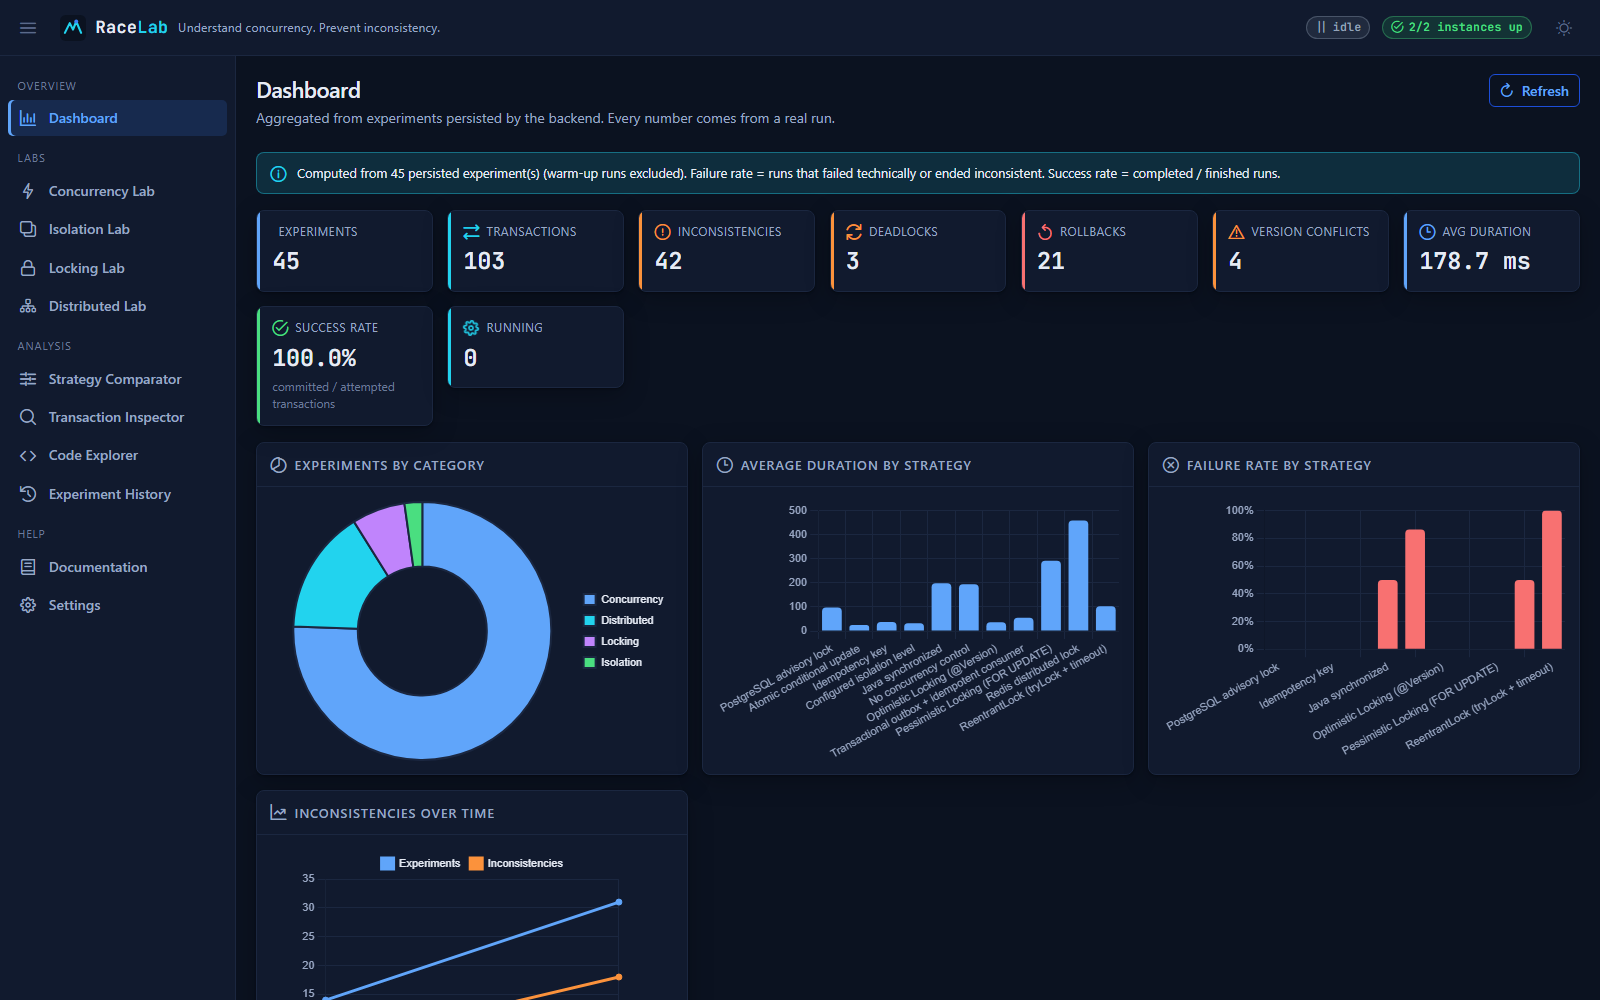 RaceLab Understand concurrency. Prevent inconsistency.
idle
2/2 instances up
OVERVIEW
Dashboard
LABS
Concurrency Lab
Isolation Lab
Locking Lab
Distributed Lab
ANALYSIS
Strategy Comparator
Transaction Inspector
Code Explorer
Experiment History
HELP
Documentation
Settings
Dashboard
Refresh
Aggregated from experiments persisted by the backend. Every number comes from a real run.
Computed from 45 persisted experiment(s) (warm-up runs excluded). Failure rate = runs that failed technically or ended inconsistent. Success rate = completed / finished runs.
EXPERIMENTS
45
TRANSACTIONS
103
INCONSISTENCIES
42
DEADLOCKS
3
ROLLBACKS
21
VERSION CONFLICTS
4
AVG DURATION
178.7 ms
SUCCESS RATE
100.0%
committed / attempted
transactions
RUNNING
0
EXPERIMENTS BY CATEGORY
Concurrency
Distributed
Locking
Isolation
AVERAGE DURATION BY STRATEGY
500
400
300
200
100
0
PostgreSQL advisory lock
Atomic conditional update
Idempotency key
Configured isolation level
Java synchronized
No concurrency control
Optimistic Locking (@Version)
Transactional outbox + idempotent consumer
Pessimistic Locking (FOR UPDATE)
Redis distributed lock
ReentrantLock (tryLock + timeout)
FAILURE RATE BY STRATEGY
100%
80%
60%
40%
20%
0%
PostgreSQL advisory lock
Idempotency key
Java synchronized
Optimistic Locking (@Version)
Pessimistic Locking (FOR UPDATE)
ReentrantLock (tryLock + timeout)
INCONSISTENCIES OVER TIME
Experiments
Inconsistencies
35
30
25
20
15